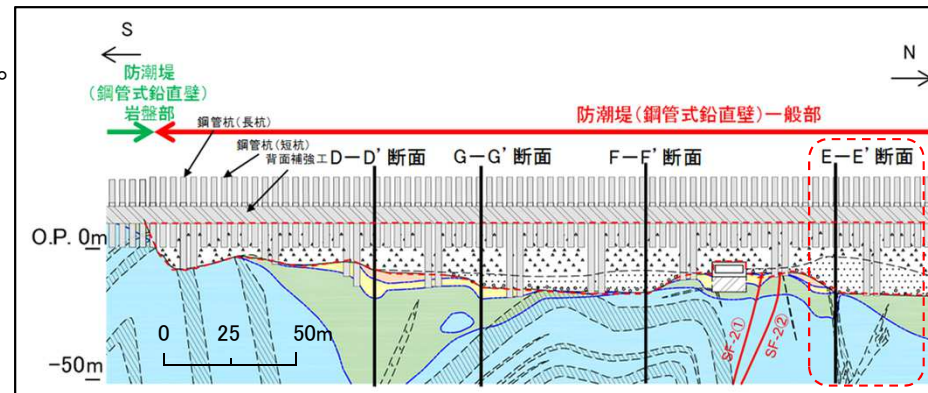 S
N
防潮堤
(鋼管式鉛直壁)
岩盤部
防潮堤(鋼管式鉛直壁)一般部
鋼管杭(長杭)
鋼管杭(短杭)
背面補強工
D-D'断面
G-G'断面
F-F'断面
E-E'断面
O.P. 0m
0 25 50m
-50m
SF-2①
SF-2②